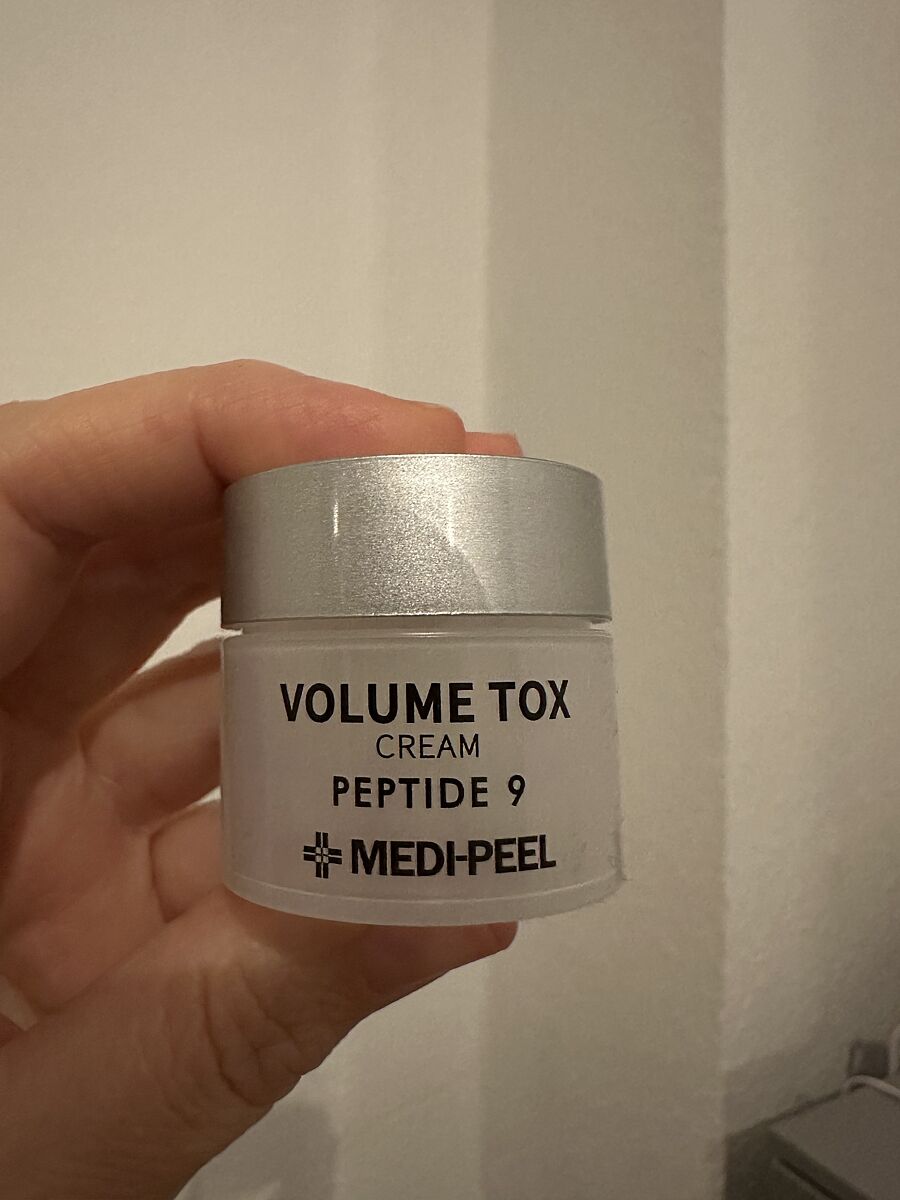 VOLUME TOX
CREAM
PEPTIDE 9
MEDI-PEEL